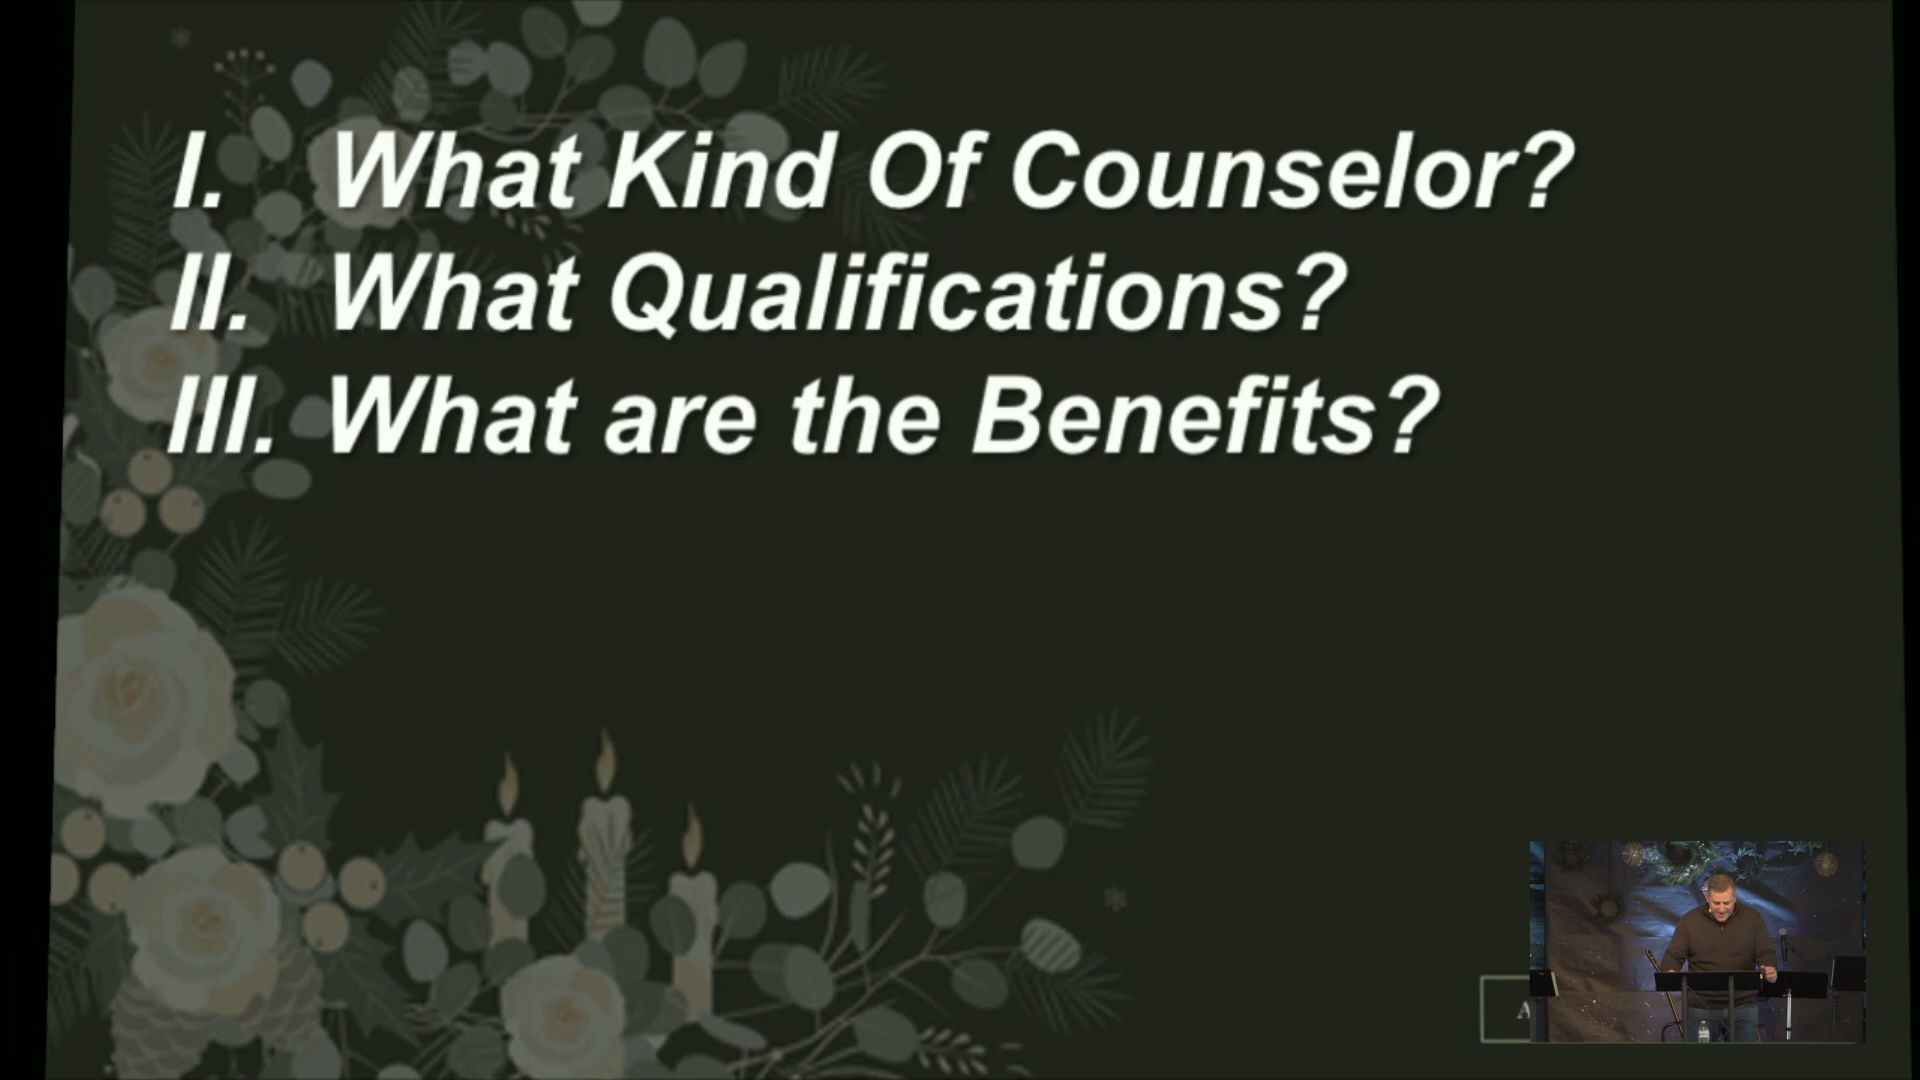 I. What Kind Of Counselor?
II. What Qualifications?
III. What are the Benefits?
A